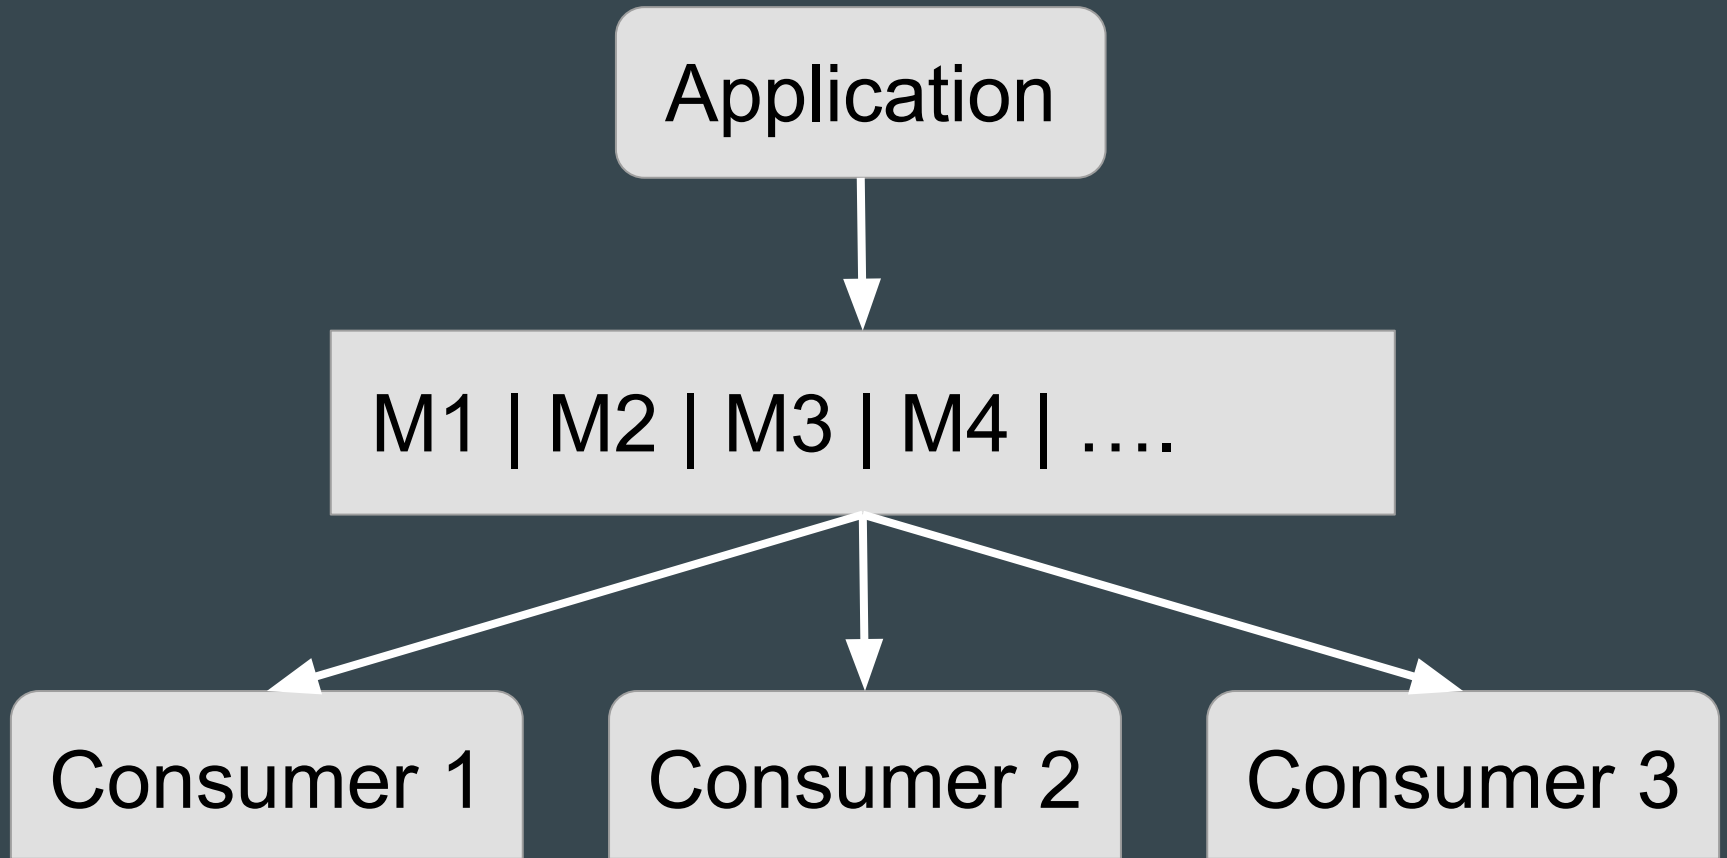 Application
M1 | M2 | M3 | M4 | ….
Consumer 1
Consumer 2
Consumer 3